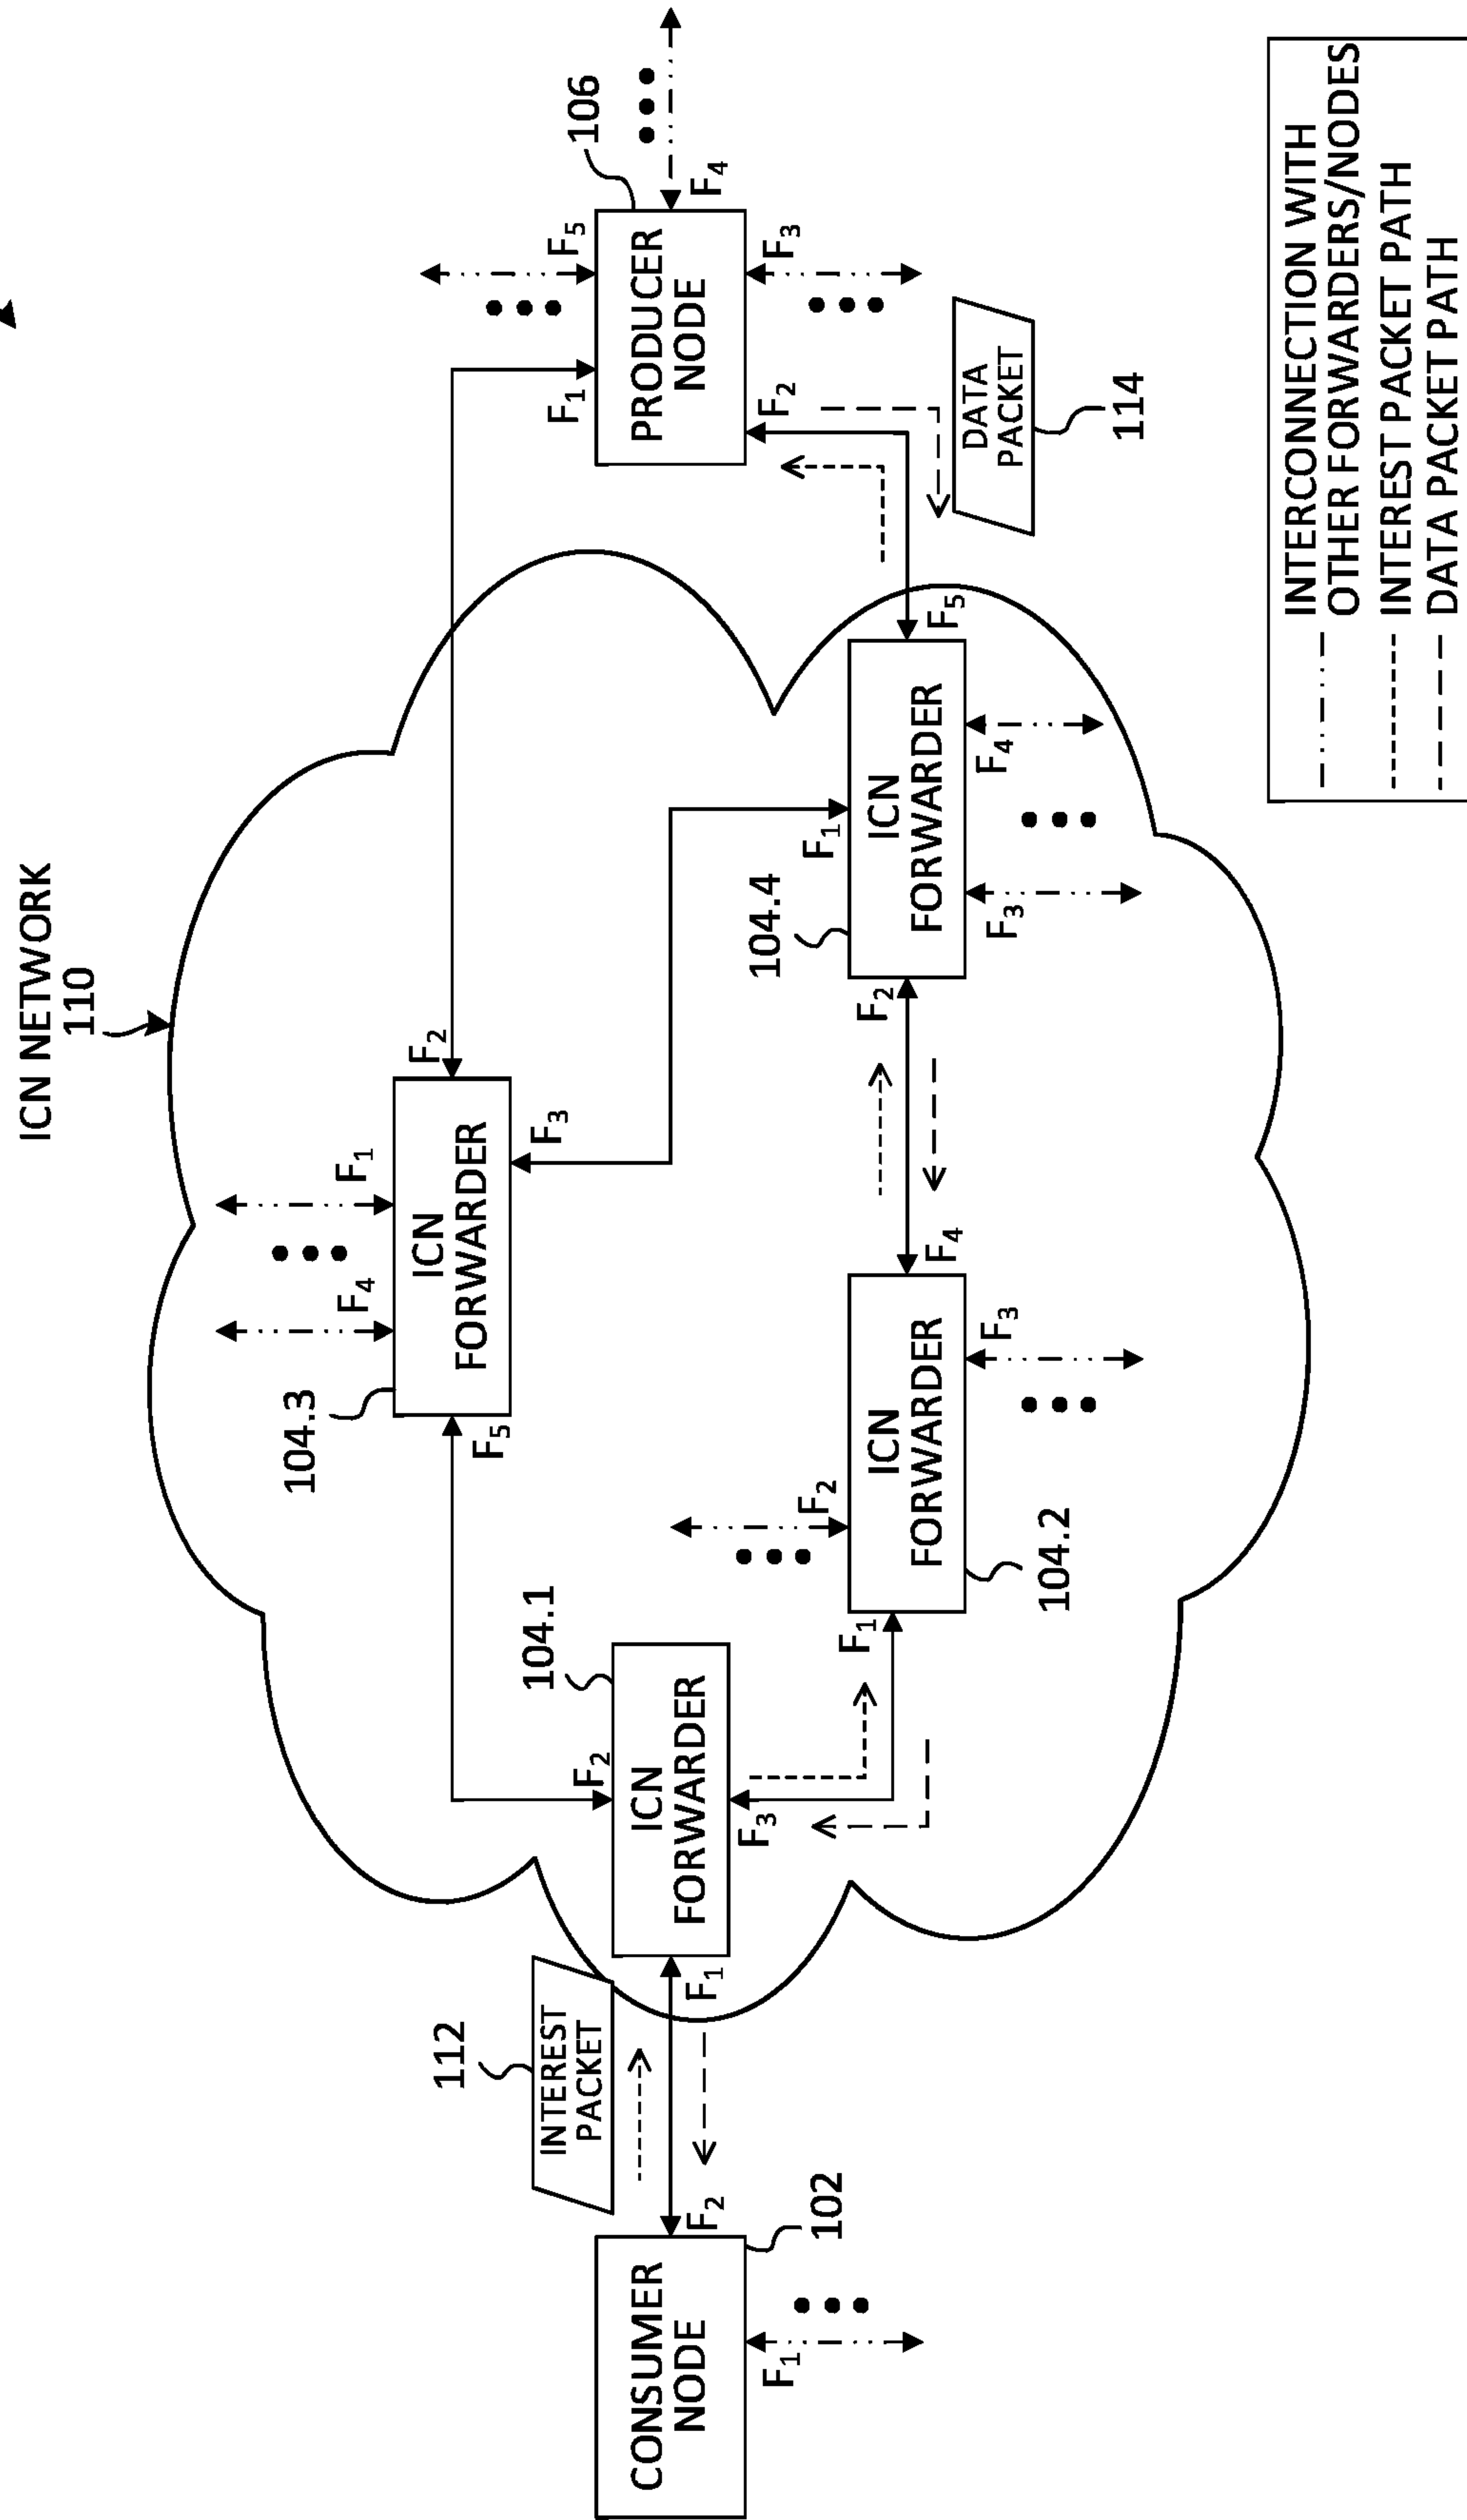 ICN NETWORK
110
104.3
F4
F1
ICN
FORWARDER
F5
F2
F3
112
INTEREST
PACKET
104.1
F2
ICN
FORWARDER
F1
F3
CONSUMER
NODE
F2
102
F1
F2
ICN
FORWARDER
F1
F4
F3
104.2
104.4
F1
ICN
FORWARDER
F2
F5
F3
F4
106
F1
F5
PRODUCER
NODE
F4
F2
F3
DATA
PACKET
114
INTERCONNECTION WITH
OTHER FORWARDERS/NODES
INTEREST PACKET PATH
DATA PACKET PATH